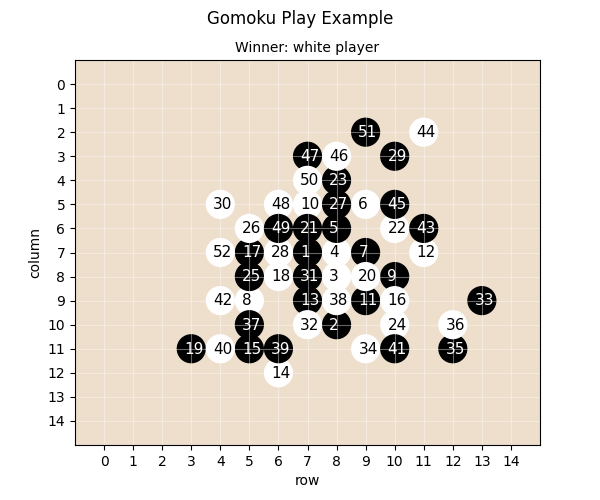 Gomoku Play Example
Winner: white player
column
0
1
2 51 44
3 47 46 29
4 50 23
5 30 48 10 27 6 45
6 26 49 21 5 22 43
7 52 17 28 1 4 7 12
8 25 18 31 3 20 9
9 42 8 13 38 11 16 33
10 37 32 2 24 36
11 19 40 15 39 34 41 35
12 14
13
14
0 1 2 3 4 5 6 7 8 9 10 11 12 13 14
row